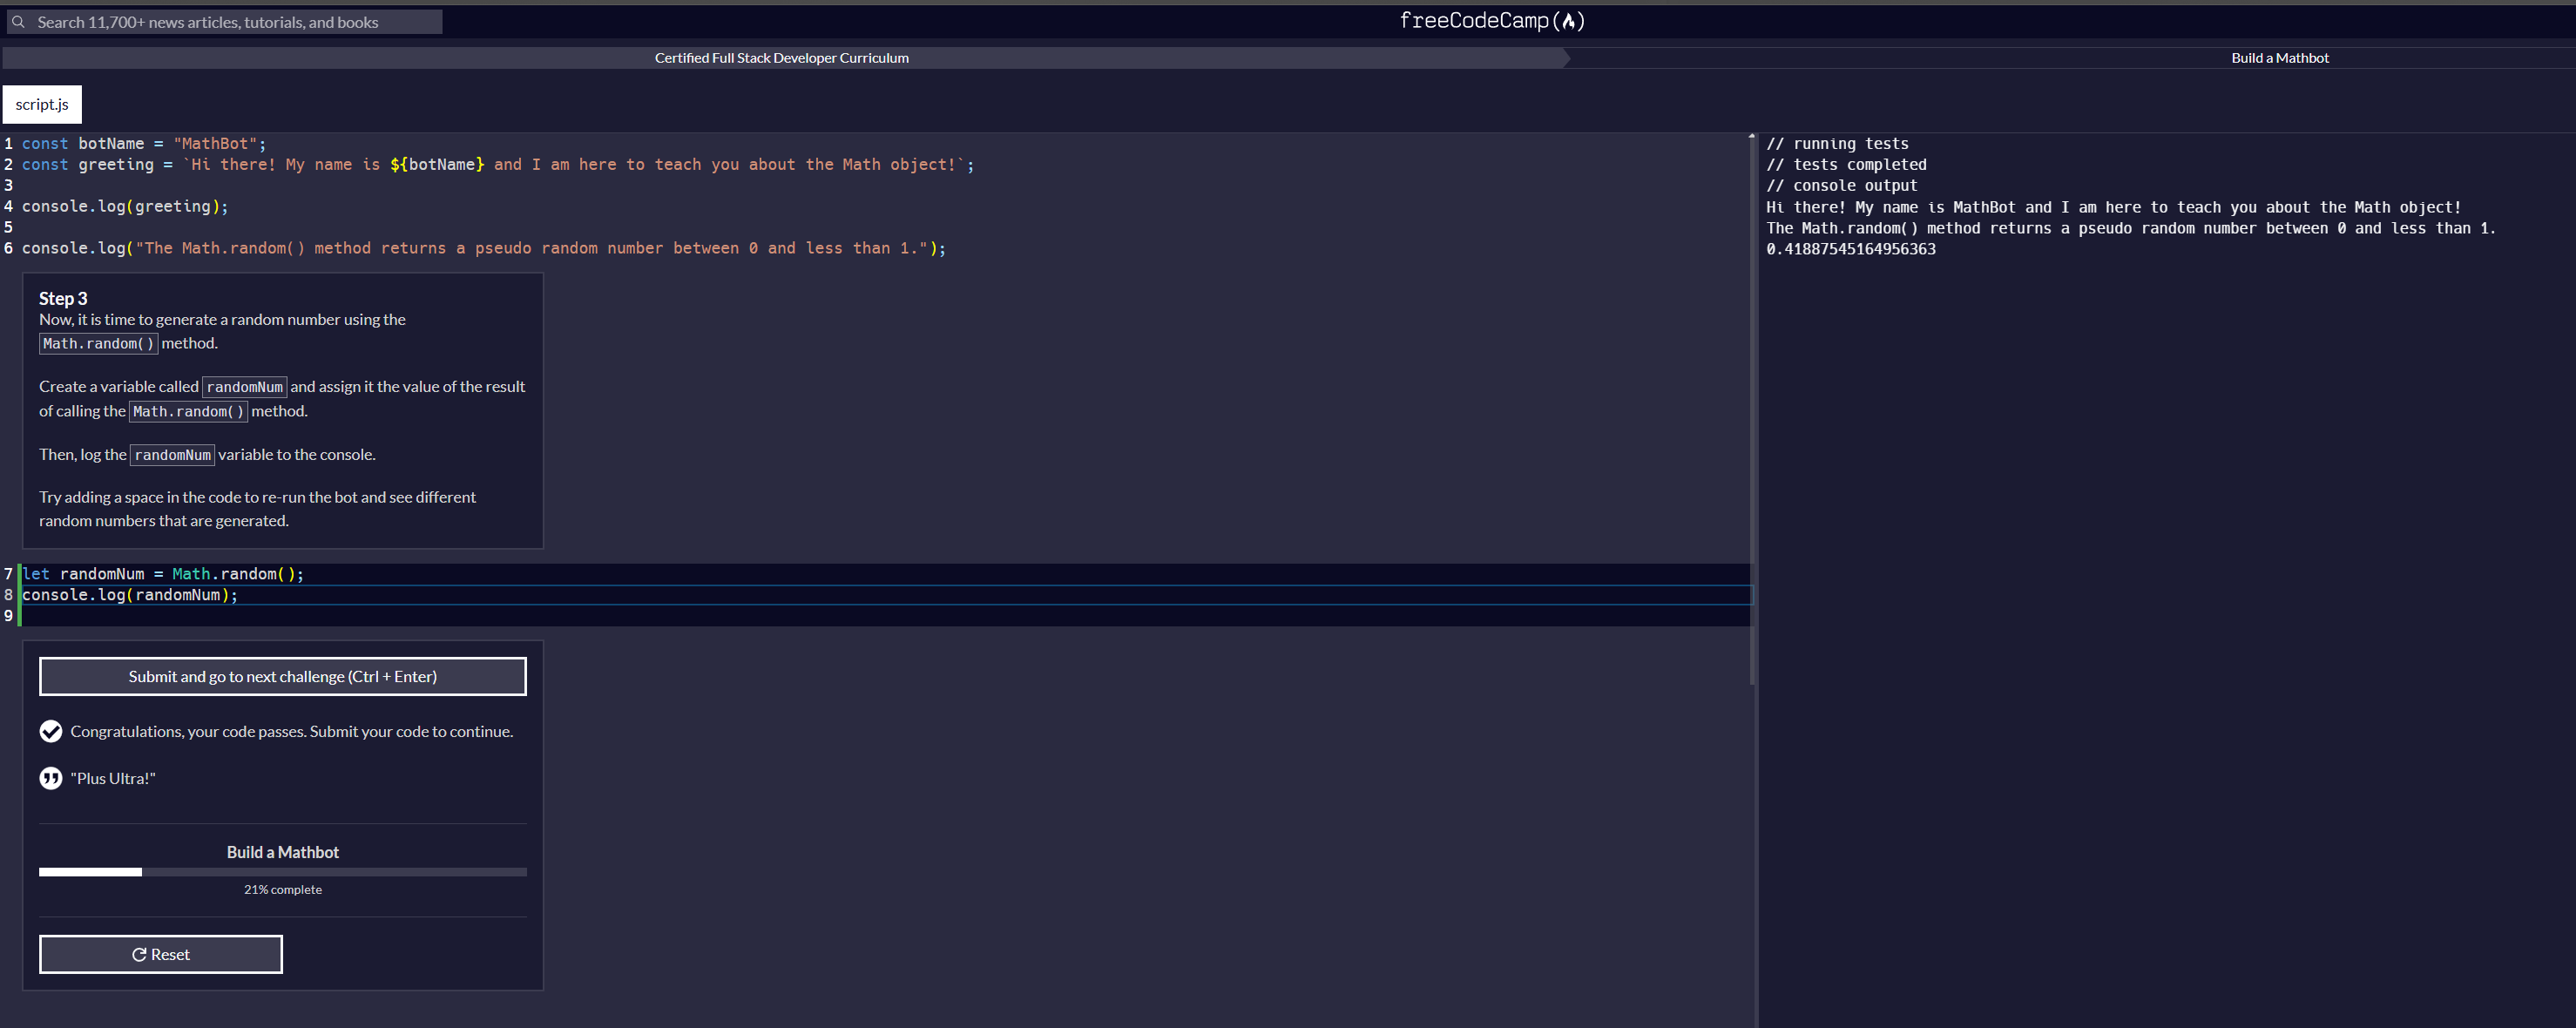 Search 11,700+ news articles, tutorials, and books
freeCodeCamp
Certified Full Stack Developer Curriculum
Build a Mathbot
script.js
1 const botName = "MathBot";
2 const greeting = `Hi there! My name is ${botName} and I am here to teach you about the Math object!`;
3
4 console.log(greeting);
5
6 console.log("The Math.random() method returns a pseudo random number between 0 and less than 1.");
Step 3
Now, it is time to generate a random number using the
Math.random() method.
Create a variable called randomNum and assign it the value of the result
of calling the Math.random() method.
Then, log the randomNum variable to the console.
Try adding a space in the code to re-run the bot and see different
random numbers that are generated.
7 let randomNum = Math.random();
8 console.log(randomNum);
9
Submit and go to next challenge (Ctrl + Enter)
Congratulations, your code passes. Submit your code to continue.
"Plus Ultra!"
Build a Mathbot
21% complete
Reset
// running tests
// tests completed
// console output
Hi there! My name is MathBot and I am here to teach you about the Math object!
The Math.random() method returns a pseudo random number between 0 and less than 1.
0.41887545164956363